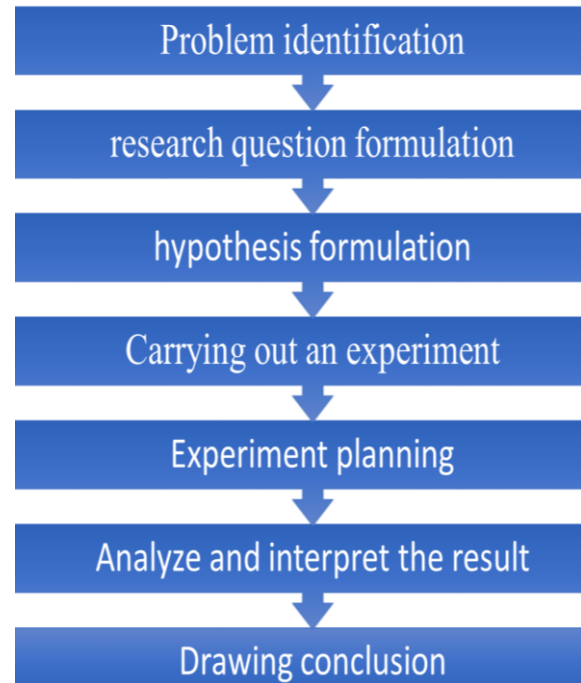 Problem identification
research question formulation
hypothesis formulation
Carrying out an experiment
Experiment planning
Analyze and interpret the result
Drawing conclusion